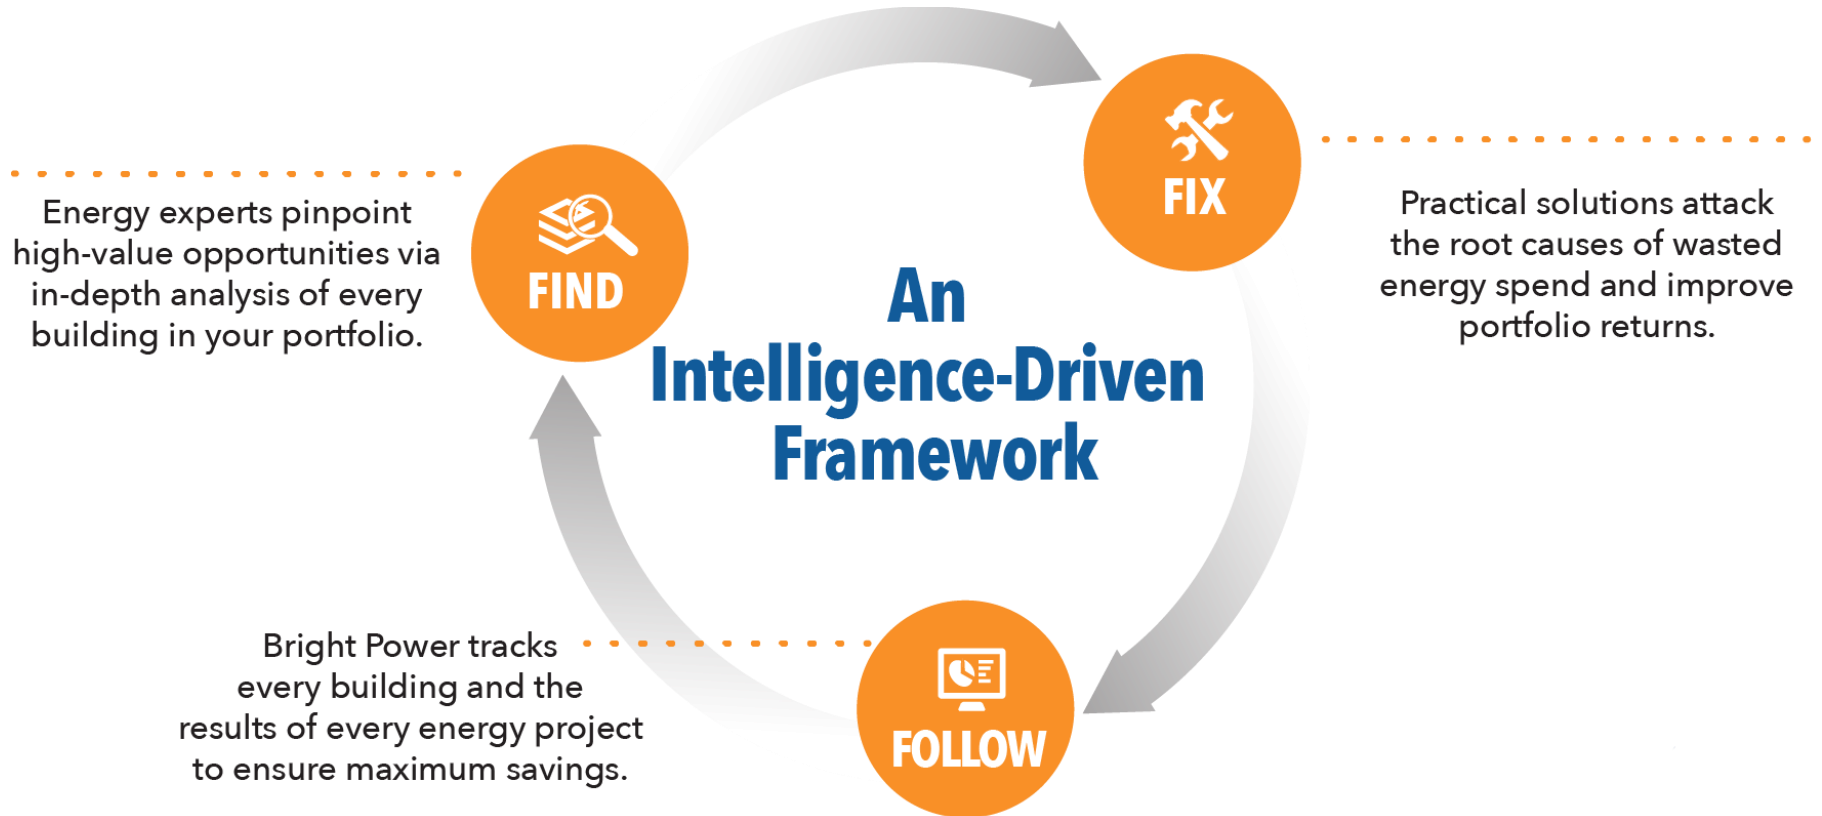 Energy experts pinpoint
high-value opportunities via
in-depth analysis of every
building in your portfolio.
FIND
An
Intelligence-Driven
Framework
FIX
Practical solutions attack
the root causes of wasted
energy spend and improve
portfolio returns.
Bright Power tracks
every building and the
results of every energy project
to ensure maximum savings.
FOLLOW